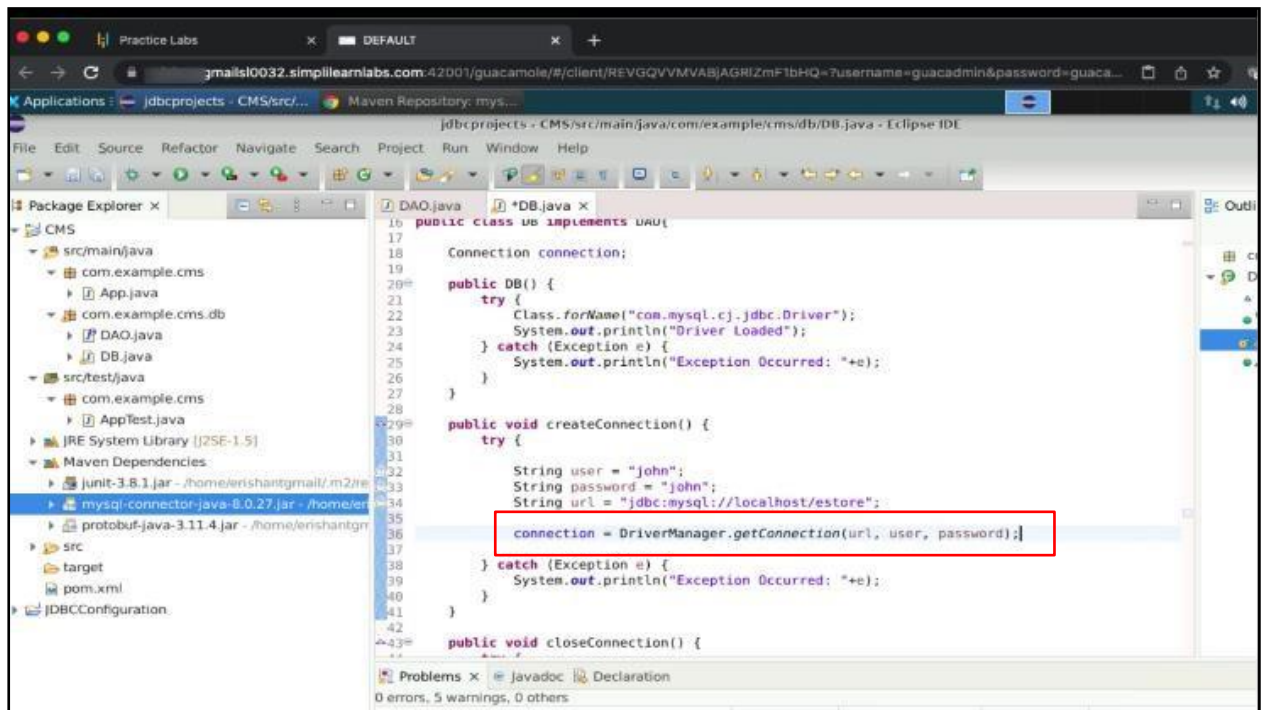 Practice Labs
DEFAULT
gmailsl0032.simplilearnlabs.com:42001/guacamole/#/client/REVGQVVMVABjAGRlZmF1bHQ=?username=guacadmin&password=guaca...
Applications
jdbcprojects - CMS/src/...
Maven Repository: mys...
jdbcprojects - CMS/src/main/java/com/example/cms/db/DB.java - Eclipse IDE
File Edit Source Refactor Navigate Search Project Run Window Help
Package Explorer
CMS
src/main/java
com.example.cms
App.java
com.example.cms.db
DAO.java
DB.java
src/test/java
com.example.cms
AppTest.java
JRE System Library [J2SE-1.5]
Maven Dependencies
junit-3.8.1.jar - /home/erishantgmail/.m2/re
mysql-connector-java-8.0.27.jar - /home/er
protobuf-java-3.11.4.jar - /home/erishantgm
src
target
pom.xml
JDBCConfiguration
DAO.java
*DB.java
16 public class DB implements DAO{
17
18 Connection connection;
19
20 public DB() {
21 try {
22 Class.forName("com.mysql.cj.jdbc.Driver");
23 System.out.println("Driver Loaded");
24 } catch (Exception e) {
25 System.out.println("Exception Occurred: "+e);
26 }
27 }
28
29 public void createConnection() {
30 try {
31
32 String user = "john";
33 String password = "john";
34 String url = "jdbc:mysql://localhost/estore";
35
36 connection = DriverManager.getConnection(url, user, password);
37
38 } catch (Exception e) {
39 System.out.println("Exception Occurred: "+e);
40 }
41 }
42
43 public void closeConnection() {
Outli
Problems
Javadoc
Declaration
0 errors, 5 warnings, 0 others